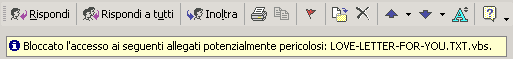 Rispondi Rispondi a tutti Inoltra
Bloccato l'accesso ai seguenti allegati potenzialmente pericolosi: LOVE-LETTER-FOR-YOU.TXT.vbs.